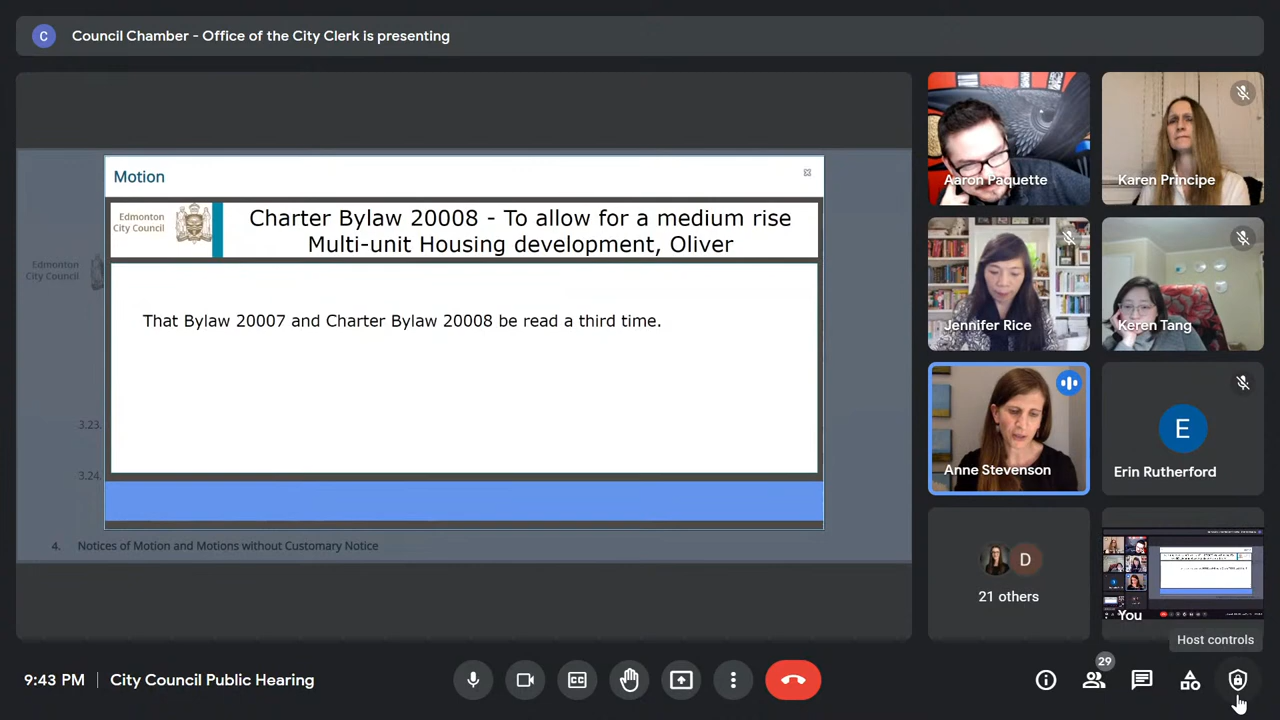 C
Council Chamber - Office of the City Clerk is presenting
Motion
Edmonton
City Council
Charter Bylaw 20008 - To allow for a medium rise
Multi-unit Housing development, Oliver
Edmonton
City Council
That Bylaw 20007 and Charter Bylaw 20008 be read a third time.
3.23.
3.24.
4. Notices of Motion and Motions without Customary Notice
Aaron Paquette
Karen Principe
Jennifer Rice
Keren Tang
Anne Stevenson
E
Erin Rutherford
D
21 others
You
Host controls
9:43 PM
City Council Public Hearing
CC
29